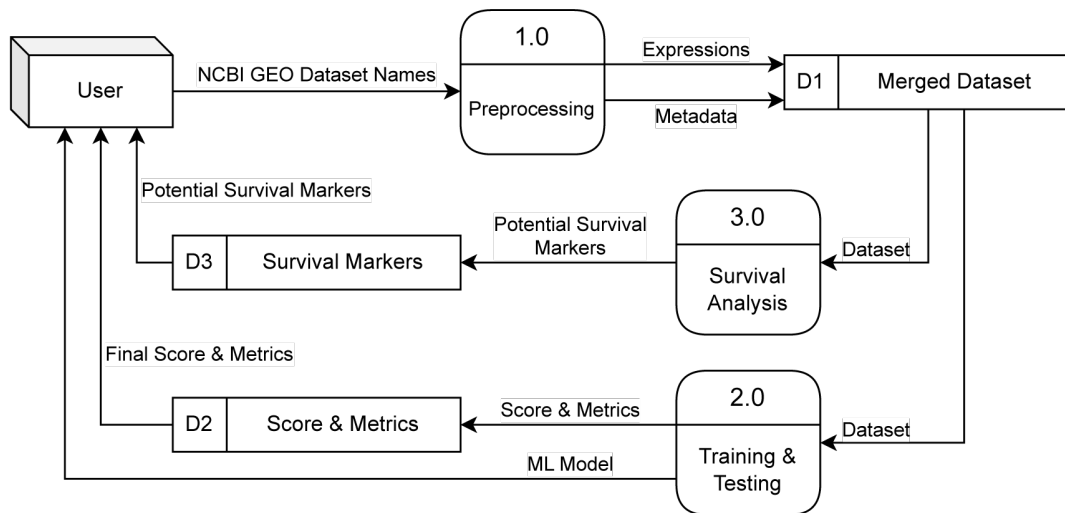 1.0
Expressions
User
NCBI GEO Dataset Names
Preprocessing
D1
Merged Dataset
Metadata
Potential Survival Markers
Potential Survival
Markers
3.0
D3
Survival Markers
Survival
Analysis
Dataset
Final Score & Metrics
2.0
D2
Score & Metrics
Score & Metrics
Training &
Testing
Dataset
ML Model